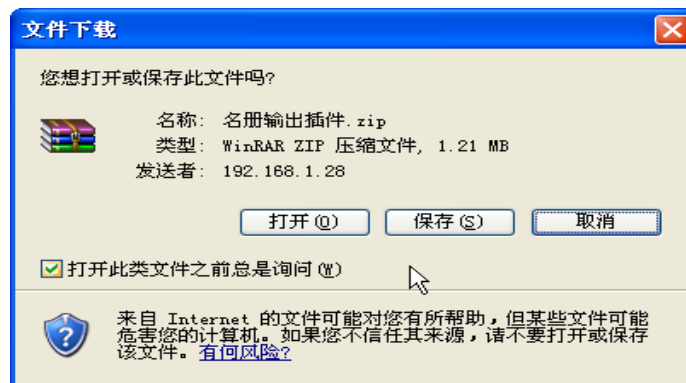 文件下载
您想打开或保存此文件吗?
名称: 名册输出插件.zip
类型: WinRAR ZIP 压缩文件, 1.21 MB
发送者: 192.168.1.28
打开(O) 保存(S) 取消
打开此类文件之前总是询问(W)
来自 Internet 的文件可能对您有所帮助，但某些文件可能
危害您的计算机。如果您不信任其来源，请不要打开或保存
该文件。有何风险?